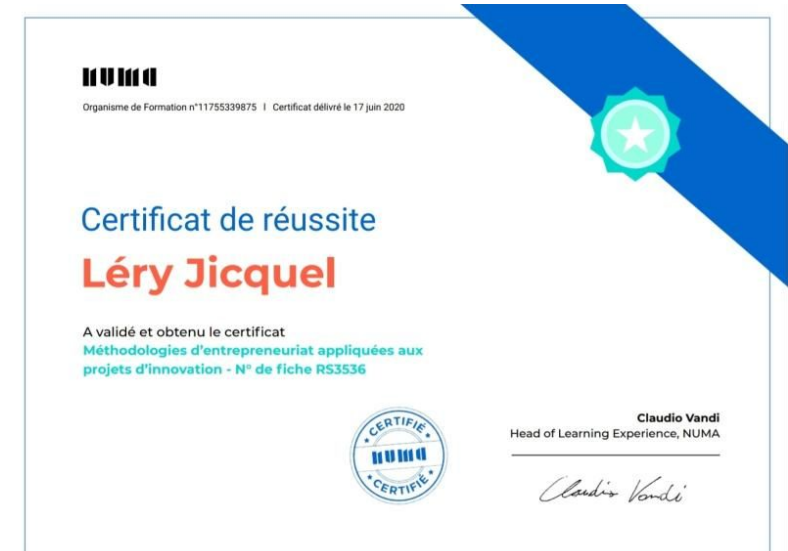 NUMA
Organisme de Formation n°11755339875 I Certificat délivré le 17 juin 2020
Certificat de réussite
Léry Jicquel
A validé et obtenu le certificat
Méthodologies d'entrepreneuriat appliquées aux
projets d'innovation - N° de fiche RS3536
CERTIFIÉ
NUMA
CERTIFIÉ
Claudio Vandi
Head of Learning Experience, NUMA
Claudio Vandi